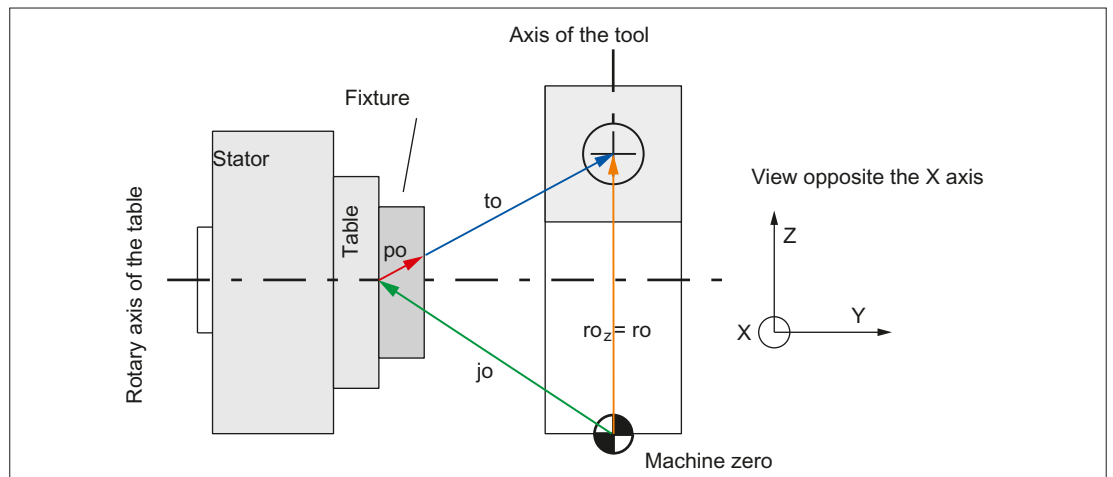 Axis of the tool
Fixture
Stator
View opposite the X axis
to
Table
po
Z
Rotary axis of the table
X
Y
ro_z = ro
jo
Machine zero